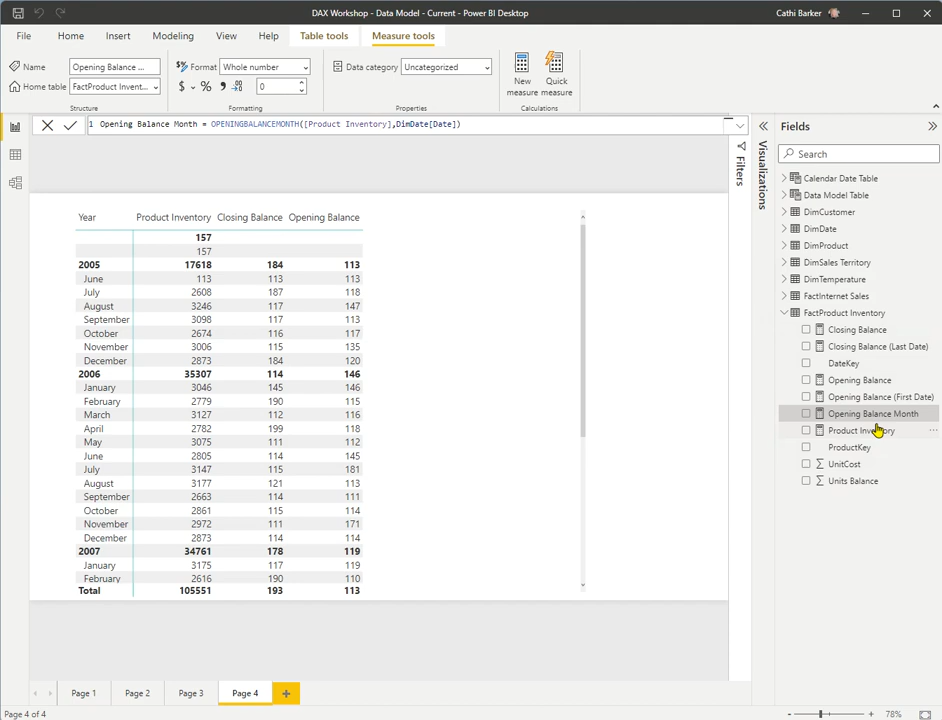 DAX Workshop - Data Model - Current - Power BI Desktop
Cathi Barker
File Home Insert Modeling View Help Table tools Measure tools
Name Opening Balance ...
Home table FactProduct Invent...
Structure
Format Whole number
$ % 0
Formatting
Data category Uncategorized
Properties
New measure
Quick measure
Calculations
1 Opening Balance Month = OPENINGBALANCEMONTH([Product Inventory],DimDate[Date])
Year Product Inventory Closing Balance Opening Balance
157
157
2005 17618 184 113
June 113 113 113
July 2608 187 118
August 3246 117 147
September 3098 117 113
October 2674 116 117
November 3006 115 135
December 2873 184 120
2006 35307 114 146
January 3046 145 146
February 2779 190 115
March 3127 112 116
April 2782 199 118
May 3075 111 112
June 2805 114 145
July 3147 115 181
August 3177 121 113
September 2663 114 111
October 2861 115 114
November 2972 111 171
December 2873 114 114
2007 34761 178 119
January 3175 117 119
February 2616 190 110
Total 105551 193 113
Filters
Visualizations
Fields
Search
Calendar Date Table
Data Model Table
DimCustomer
DimDate
DimProduct
DimSales Territory
DimTemperature
FactInternet Sales
FactProduct Inventory
Closing Balance
Closing Balance (Last Date)
DateKey
Opening Balance
Opening Balance (First Date)
Opening Balance Month
Product Inventory
ProductKey
UnitCost
Units Balance
Page 1 Page 2 Page 3 Page 4 +
Page 4 of 4
- + 78%